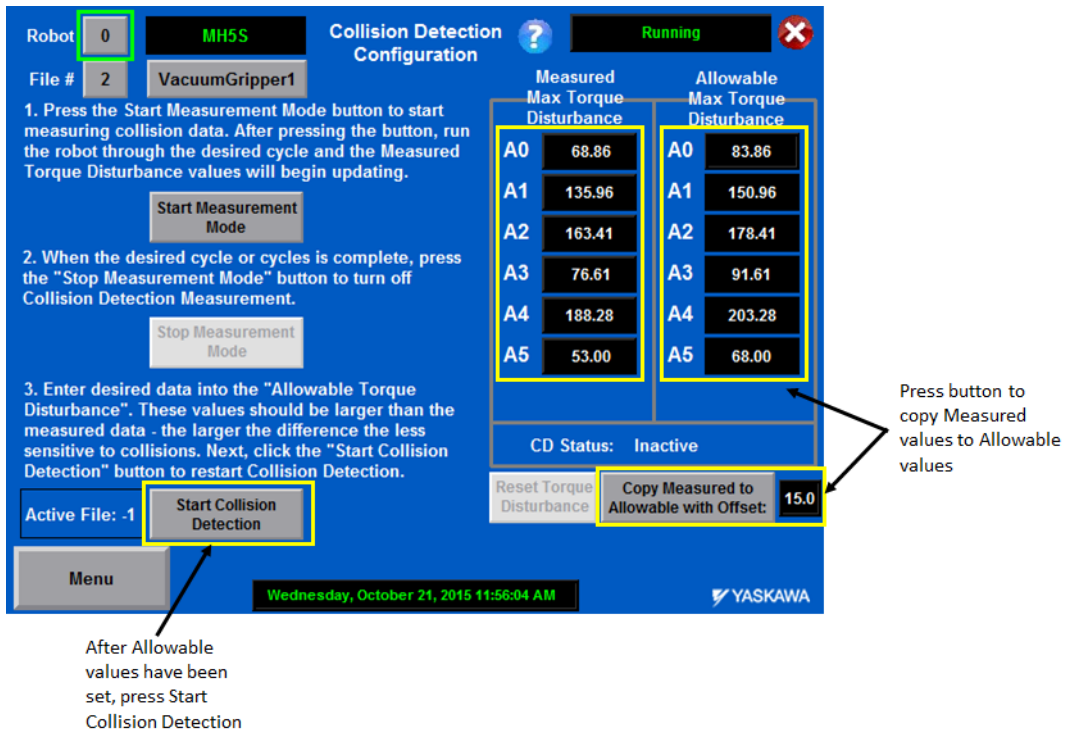 Robot 0 MH5S
Collision Detection
Configuration
? Running
File # 2 VacuumGripper1
1. Press the Start Measurement Mode button to start
measuring collision data. After pressing the button, run
the robot through the desired cycle and the Measured
Torque Disturbance values will begin updating.
Start Measurement
Mode
2. When the desired cycle or cycles is complete, press
the "Stop Measurement Mode" button to turn off
Collision Detection Measurement.
Stop Measurement
Mode
3. Enter desired data into the "Allowable Torque
Disturbance". These values should be larger than the
measured data - the larger the difference the less
sensitive to collisions. Next, click the "Start Collision
Detection" button to restart Collision Detection.
Active File: -1
Start Collision
Detection
Measured
Max Torque
Disturbance
Allowable
Max Torque
Disturbance
A0 68.86 A0 83.86
A1 135.96 A1 150.96
A2 163.41 A2 178.41
A3 76.61 A3 91.61
A4 188.28 A4 203.28
A5 53.00 A5 68.00
CD Status: Inactive
Reset Torque
Disturbance
Copy Measured to
Allowable with Offset:
15.0
Menu
Wednesday, October 21, 2015 11:56:04 AM
YASKAWA
Press button to
copy Measured
values to Allowable
values
After Allowable
values have been
set, press Start
Collision Detection